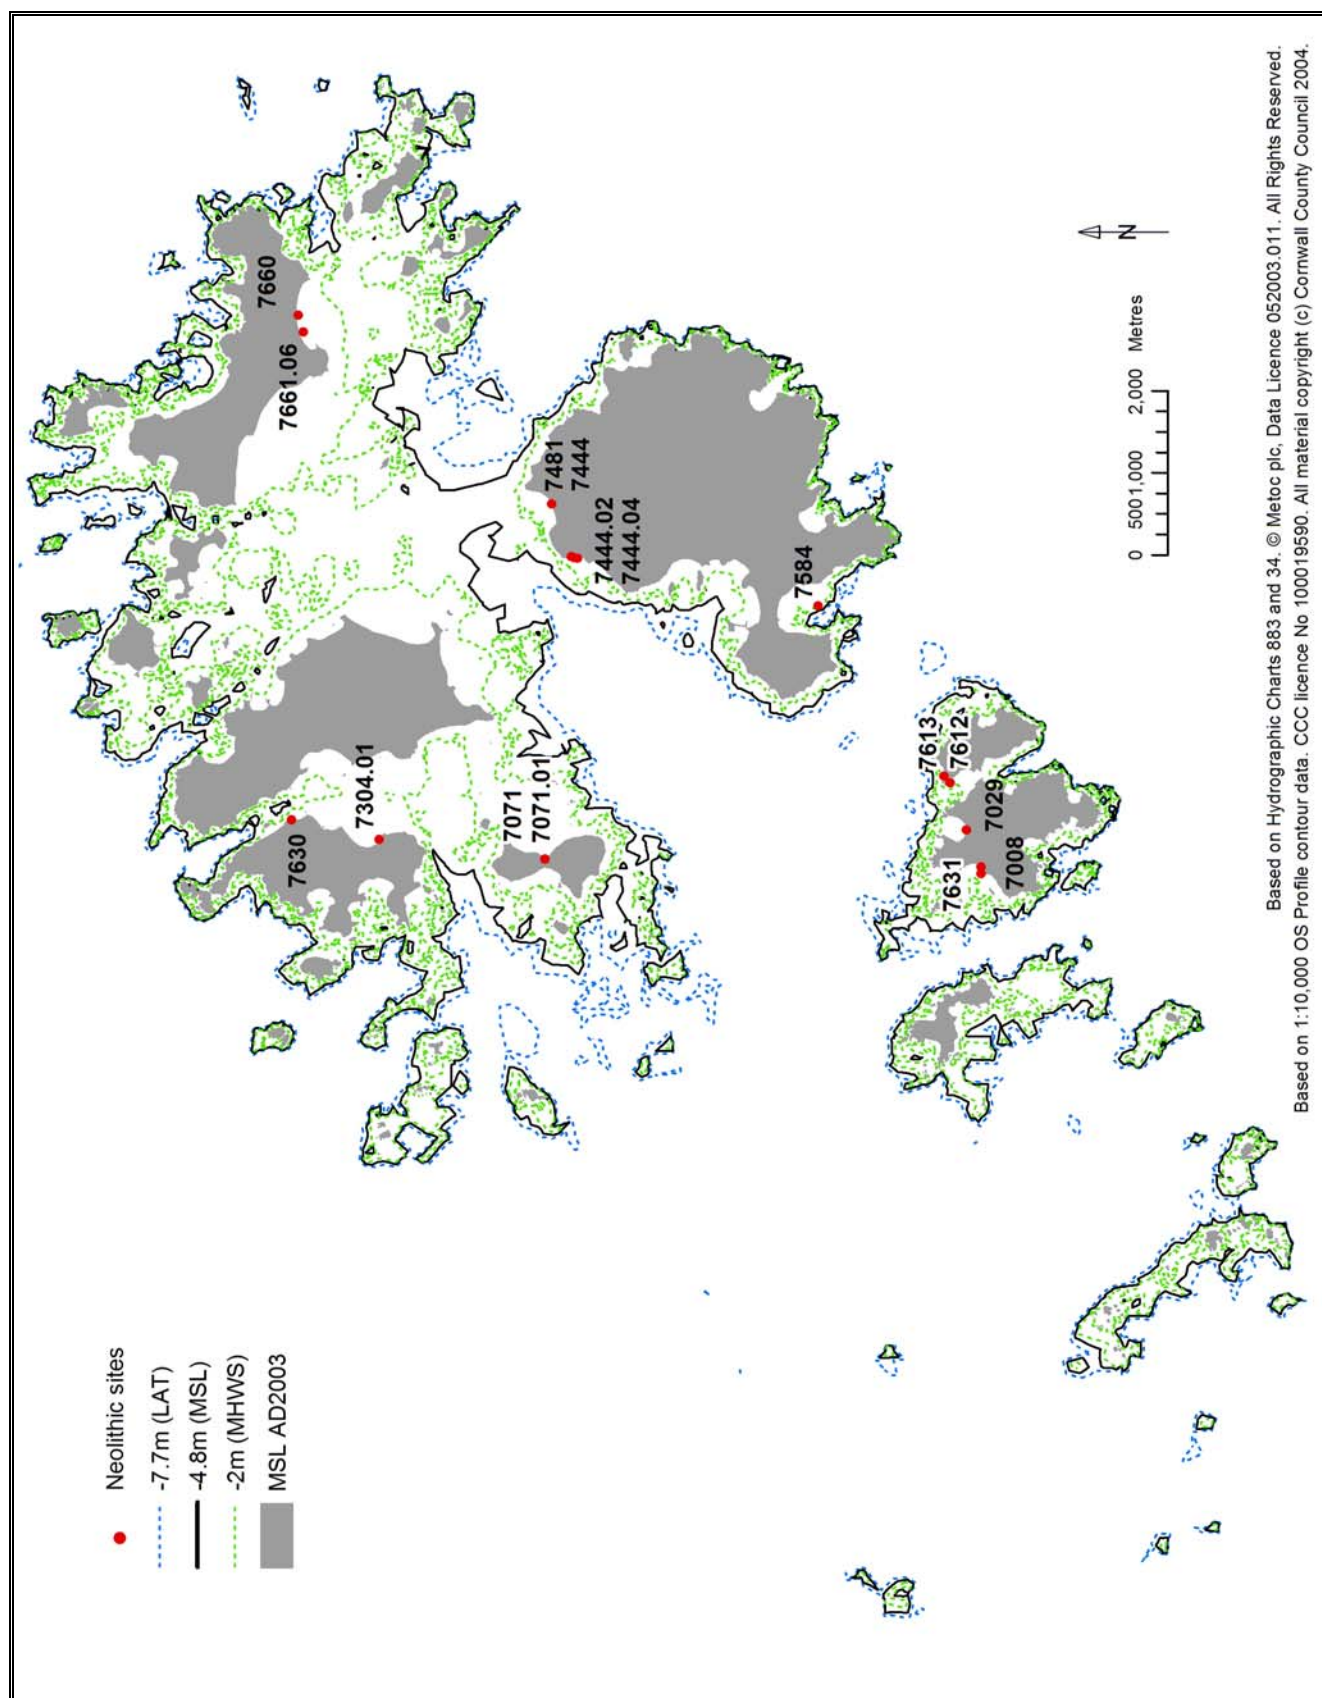 Neolithic sites
-7.7m (LAT)
-4.8m (MSL)
-2m (MHWS)
MSL AD2003
7660
7661.06
7630
7304.01
7071
7071.01
7481
7444
7444.02
7444.04
7584
7613
7612
7029
7631
7008
N
0 500 1,000 2,000 Metres
Based on Hydrographic Charts 883 and 34. © Metoc plc, Data Licence 052003.011. All Rights Reserved.
Based on 1:10,000 OS Profile contour data. CCC licence No 100019590. All material copyright (c) Cornwall County Council 2004.